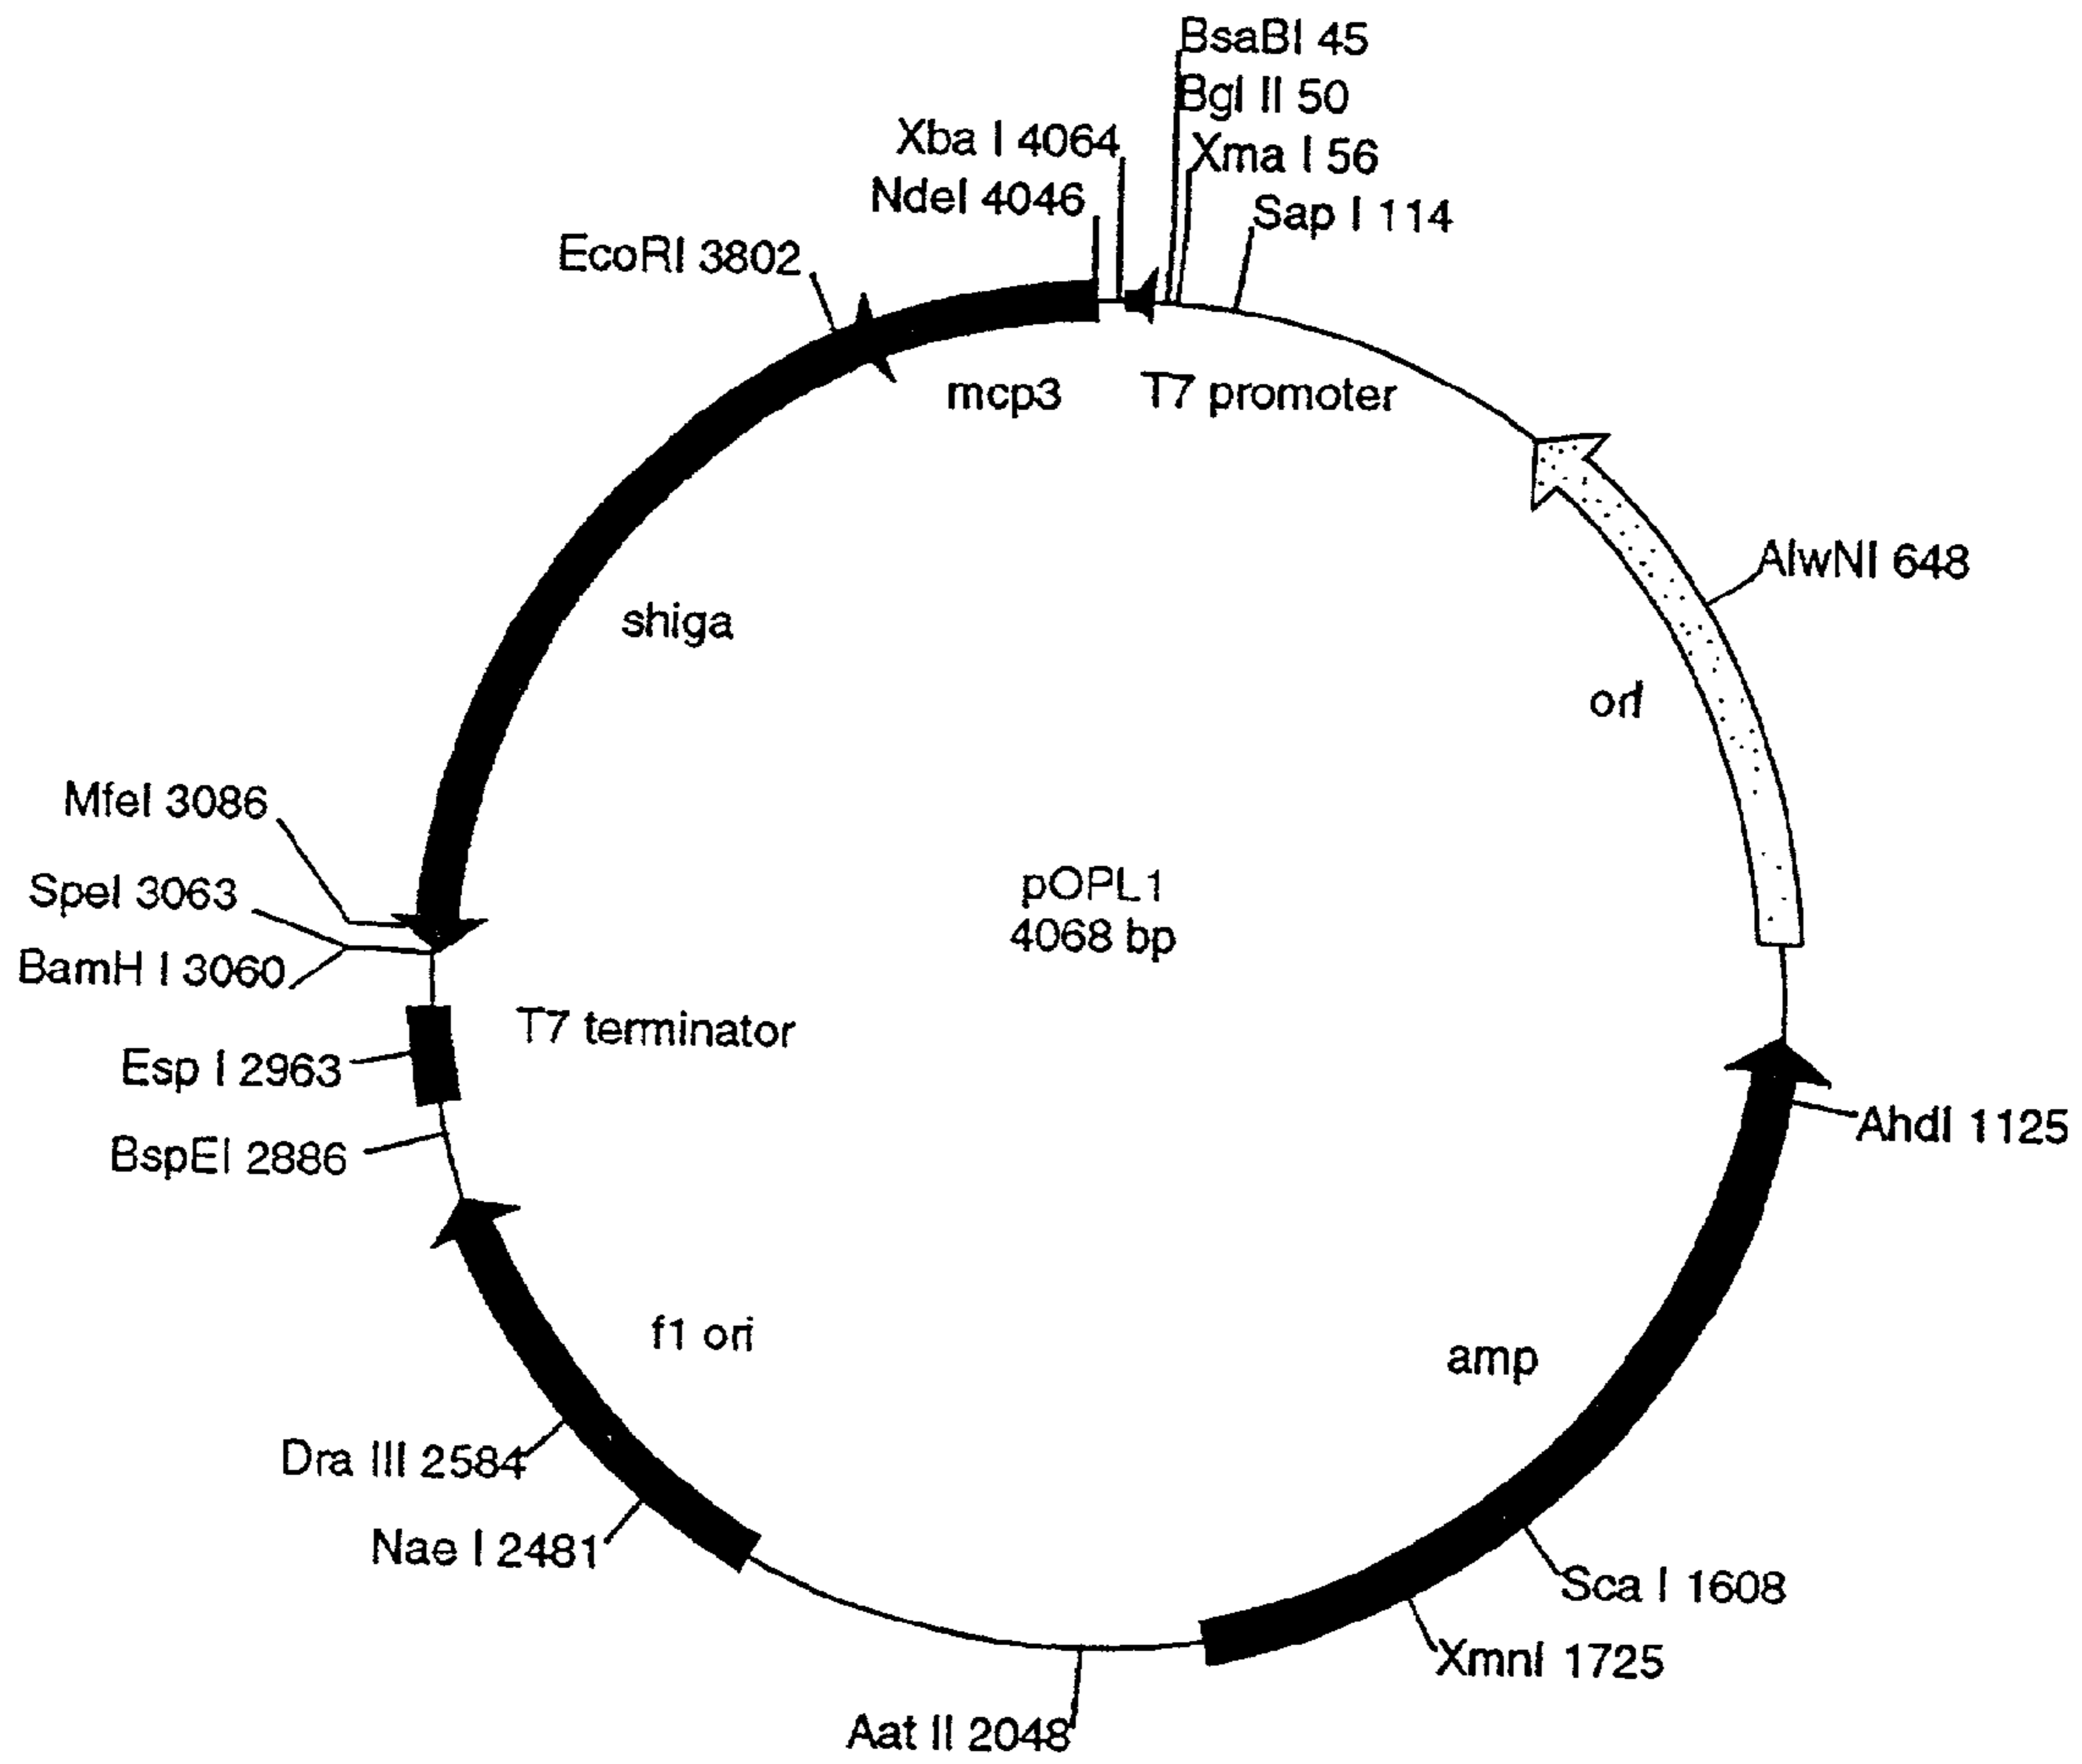 BsaBI 45
Bgl II 50
Xba I 4064
Xma I 56
NdeI 4046
Sap I 114
EcoRI 3802
mcp3
T7 promoter
AlwNI 648
shiga
ori
MfeI 3086
SpeI 3063
pOPL1
4068 bp
BamH I 3060
T7 terminator
Esp I 2963
AhdI 1125
BspEI 2886
f1 ori
amp
Dra III 2584
Nae I 2481
Sca I 1608
XmnI 1725
Aat II 2048